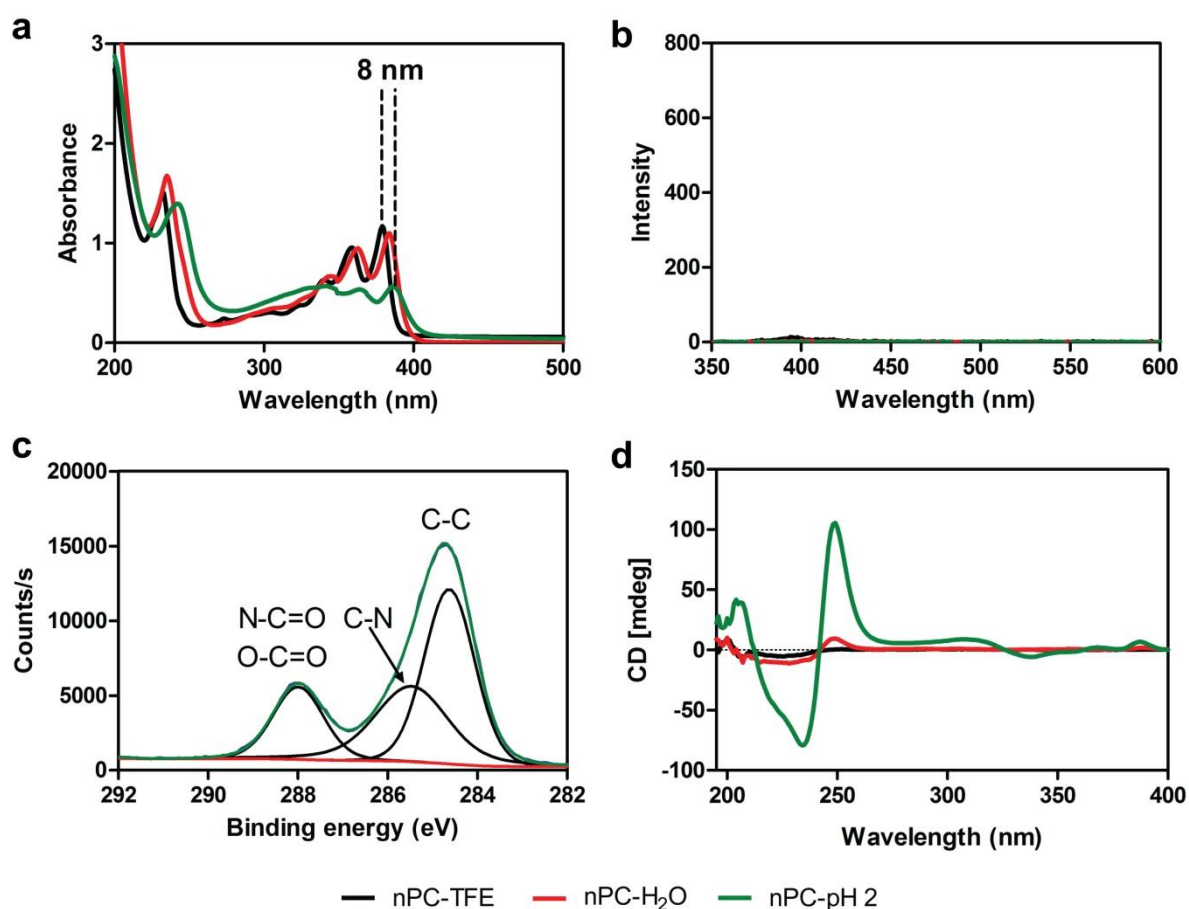 a
8 nm
3
2
1
0
Absorbance
200 300 400 500
Wavelength (nm)
b
800
600
400
200
0
Intensity
350 400 450 500 550 600
Wavelength (nm)
c
20000
15000
10000
5000
0
Counts/s
C-C
N-C=O C-N
O-C=O
292 290 288 286 284 282
Binding energy (eV)
d
150
100
50
0
-50
-100
CD [mdeg]
200 250 300 350 400
Wavelength (nm)
nPC-TFE nPC-H₂O nPC-pH 2